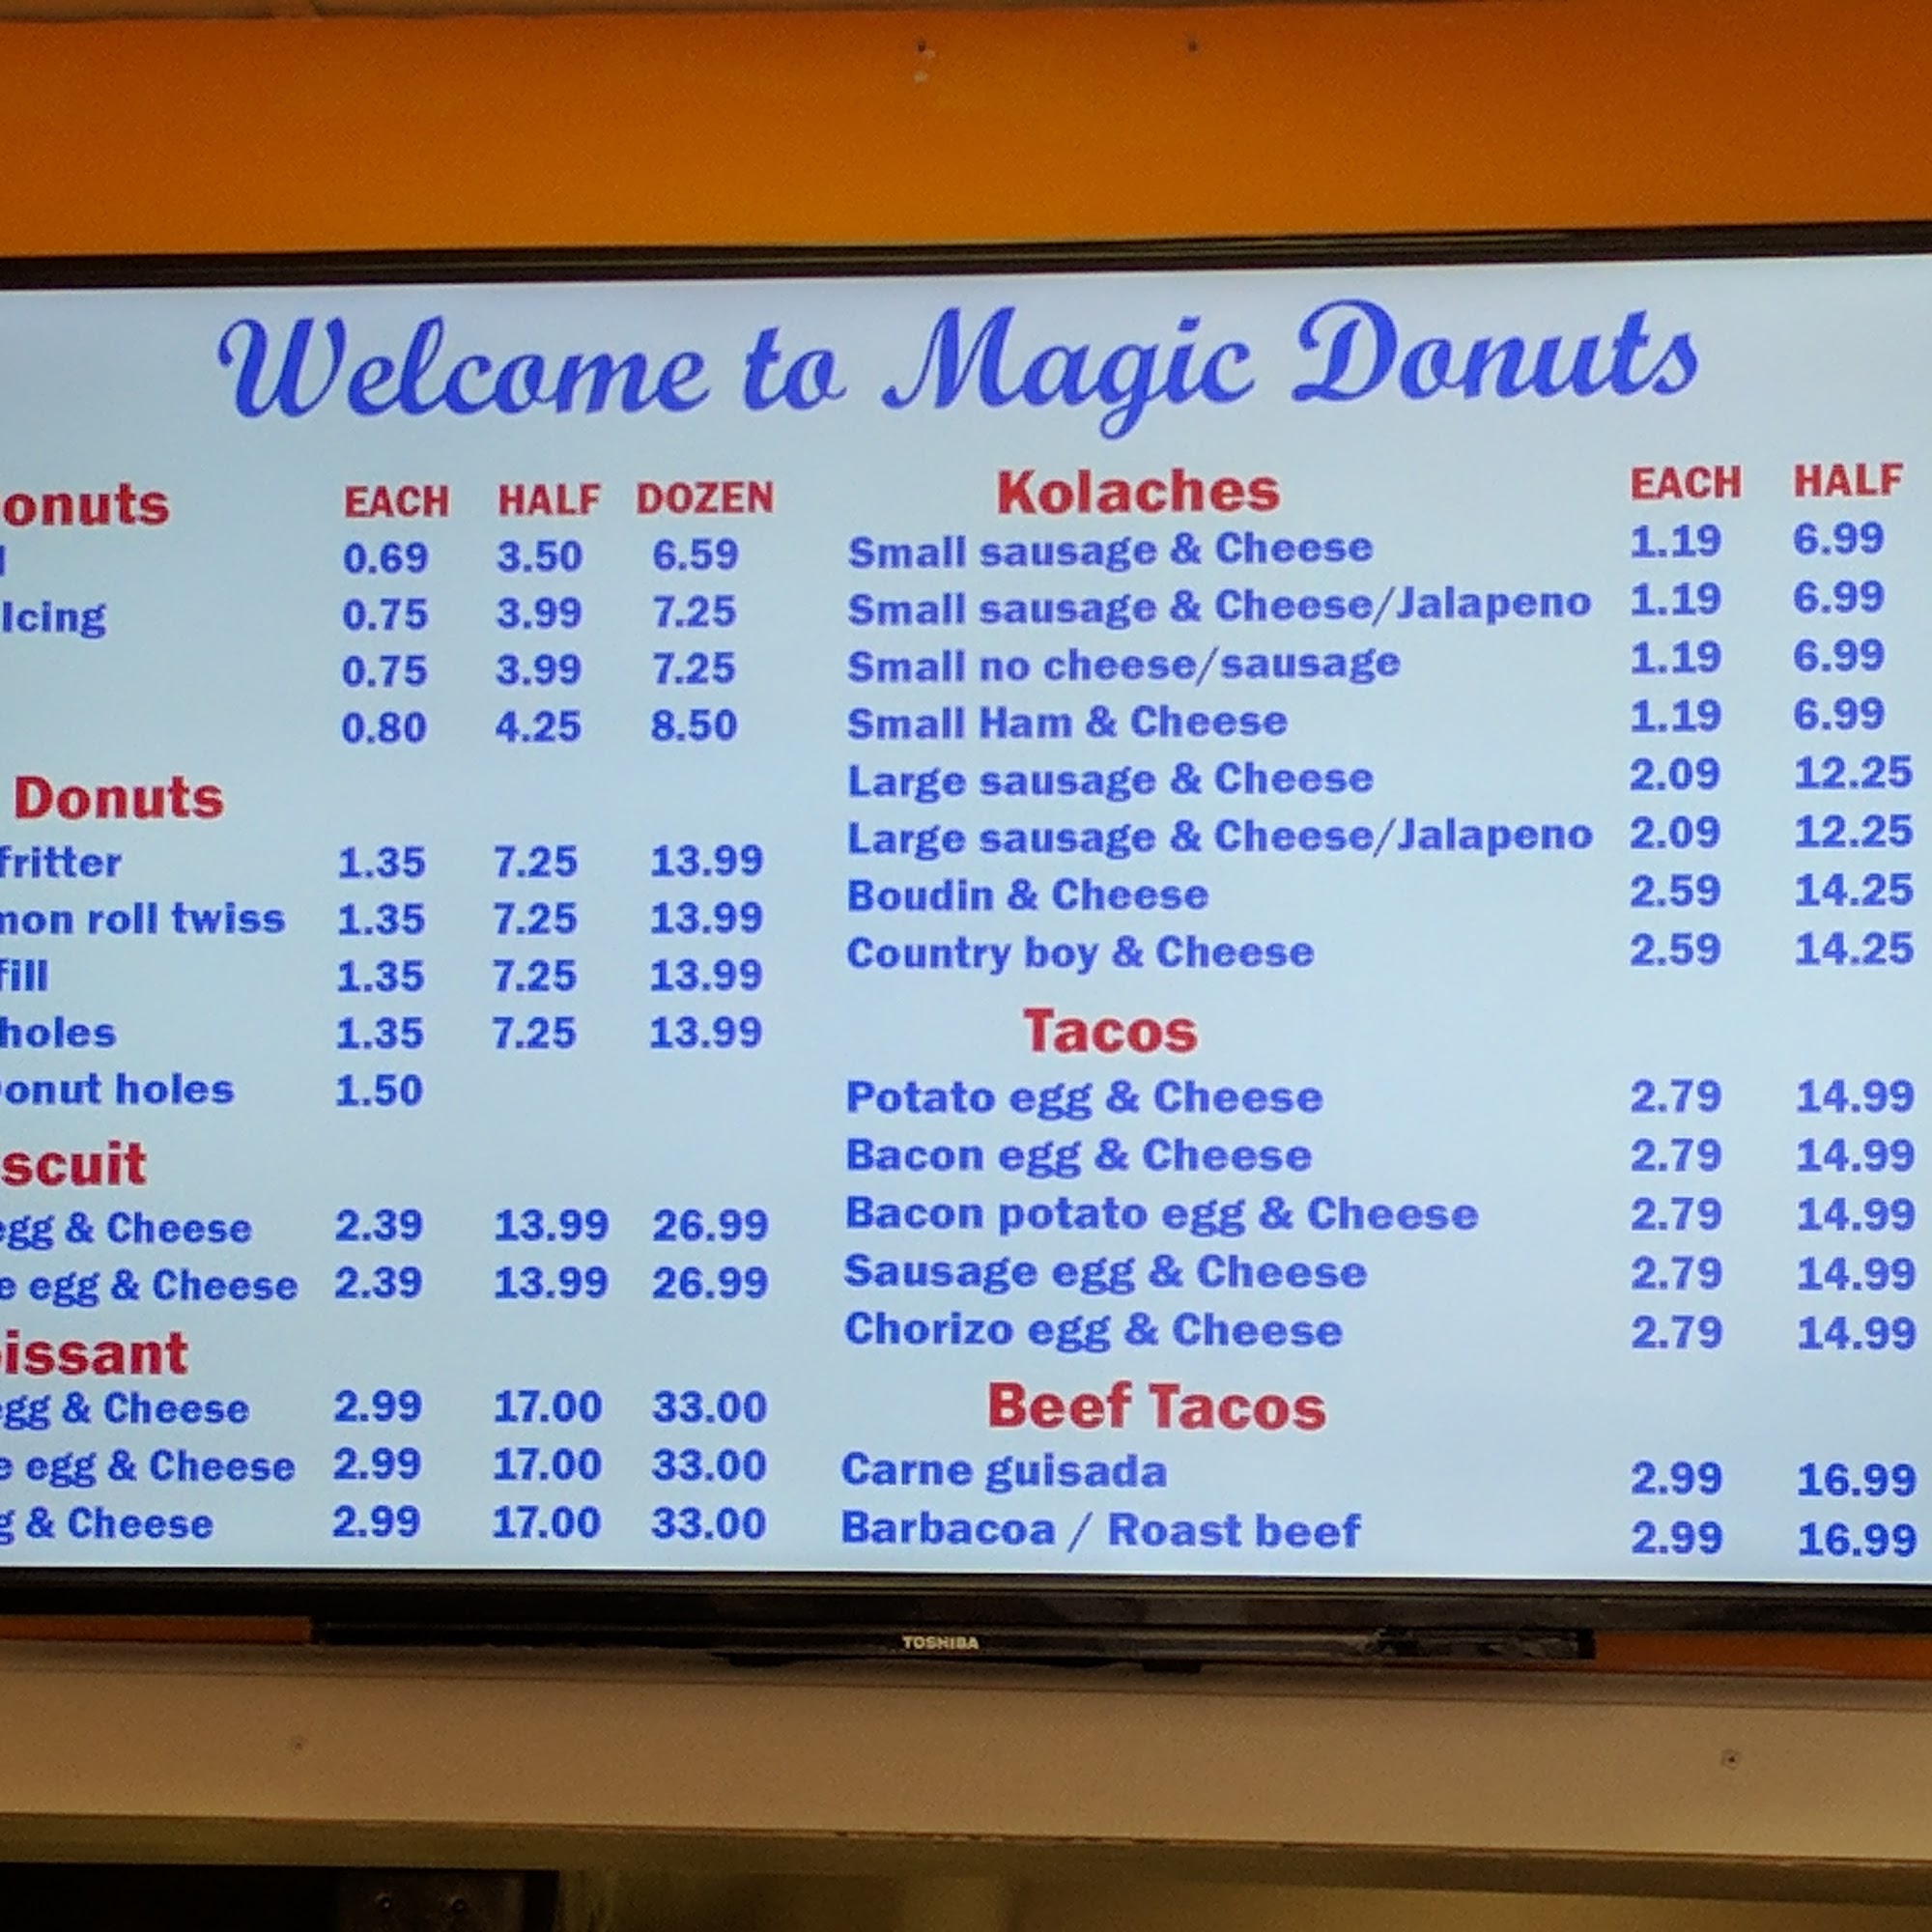 Welcome to Magic Donuts
onuts EACH HALF DOZEN
0.69 3.50 6.59
Icing 0.75 3.99 7.25
0.75 3.99 7.25
0.80 4.25 8.50
Donuts
fritter 1.35 7.25 13.99
mon roll twiss 1.35 7.25 13.99
fill 1.35 7.25 13.99
holes 1.35 7.25 13.99
onut holes 1.50
scuit
egg & Cheese 2.39 13.99 26.99
e egg & Cheese 2.39 13.99 26.99
issant
egg & Cheese 2.99 17.00 33.00
e egg & Cheese 2.99 17.00 33.00
g & Cheese 2.99 17.00 33.00
Kolaches EACH HALF
Small sausage & Cheese 1.19 6.99
Small sausage & Cheese/Jalapeno 1.19 6.99
Small no cheese/sausage 1.19 6.99
Small Ham & Cheese 1.19 6.99
Large sausage & Cheese 2.09 12.25
Large sausage & Cheese/Jalapeno 2.09 12.25
Boudin & Cheese 2.59 14.25
Country boy & Cheese 2.59 14.25
Tacos
Potato egg & Cheese 2.79 14.99
Bacon egg & Cheese 2.79 14.99
Bacon potato egg & Cheese 2.79 14.99
Sausage egg & Cheese 2.79 14.99
Chorizo egg & Cheese 2.79 14.99
Beef Tacos
Carne guisada 2.99 16.99
Barbacoa / Roast beef 2.99 16.99
TOSHIBA